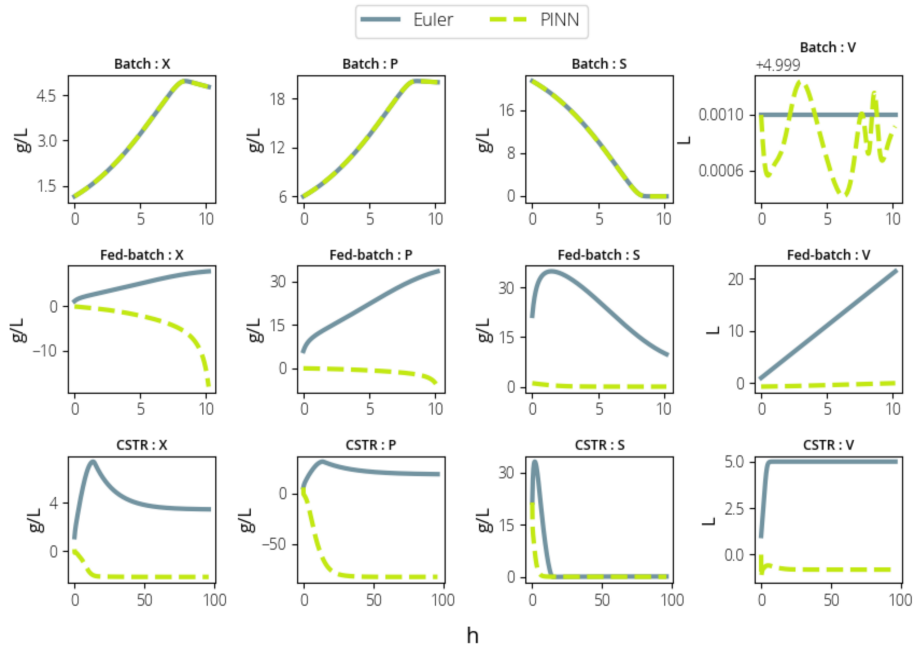 Euler PINN
Batch : X
Batch : P
Batch : S
Batch : V
+4.999
4.5
3.0
1.5
g/L
0 5 10
18
12
6
g/L
0 5 10
16
8
0
g/L
0 5 10
0.0010
0.0006
L
0 5 10
Fed-batch : X
Fed-batch : P
Fed-batch : S
Fed-batch : V
0
−10
g/L
0 5 10
30
15
0
g/L
0 5 10
30
15
0
g/L
0 5 10
20
10
0
L
0 5 10
CSTR : X
CSTR : P
CSTR : S
CSTR : V
4
0
g/L
0 50 100
0
−50
g/L
0 50 100
30
15
0
g/L
0 50 100
5.0
2.5
0.0
L
0 50 100
h